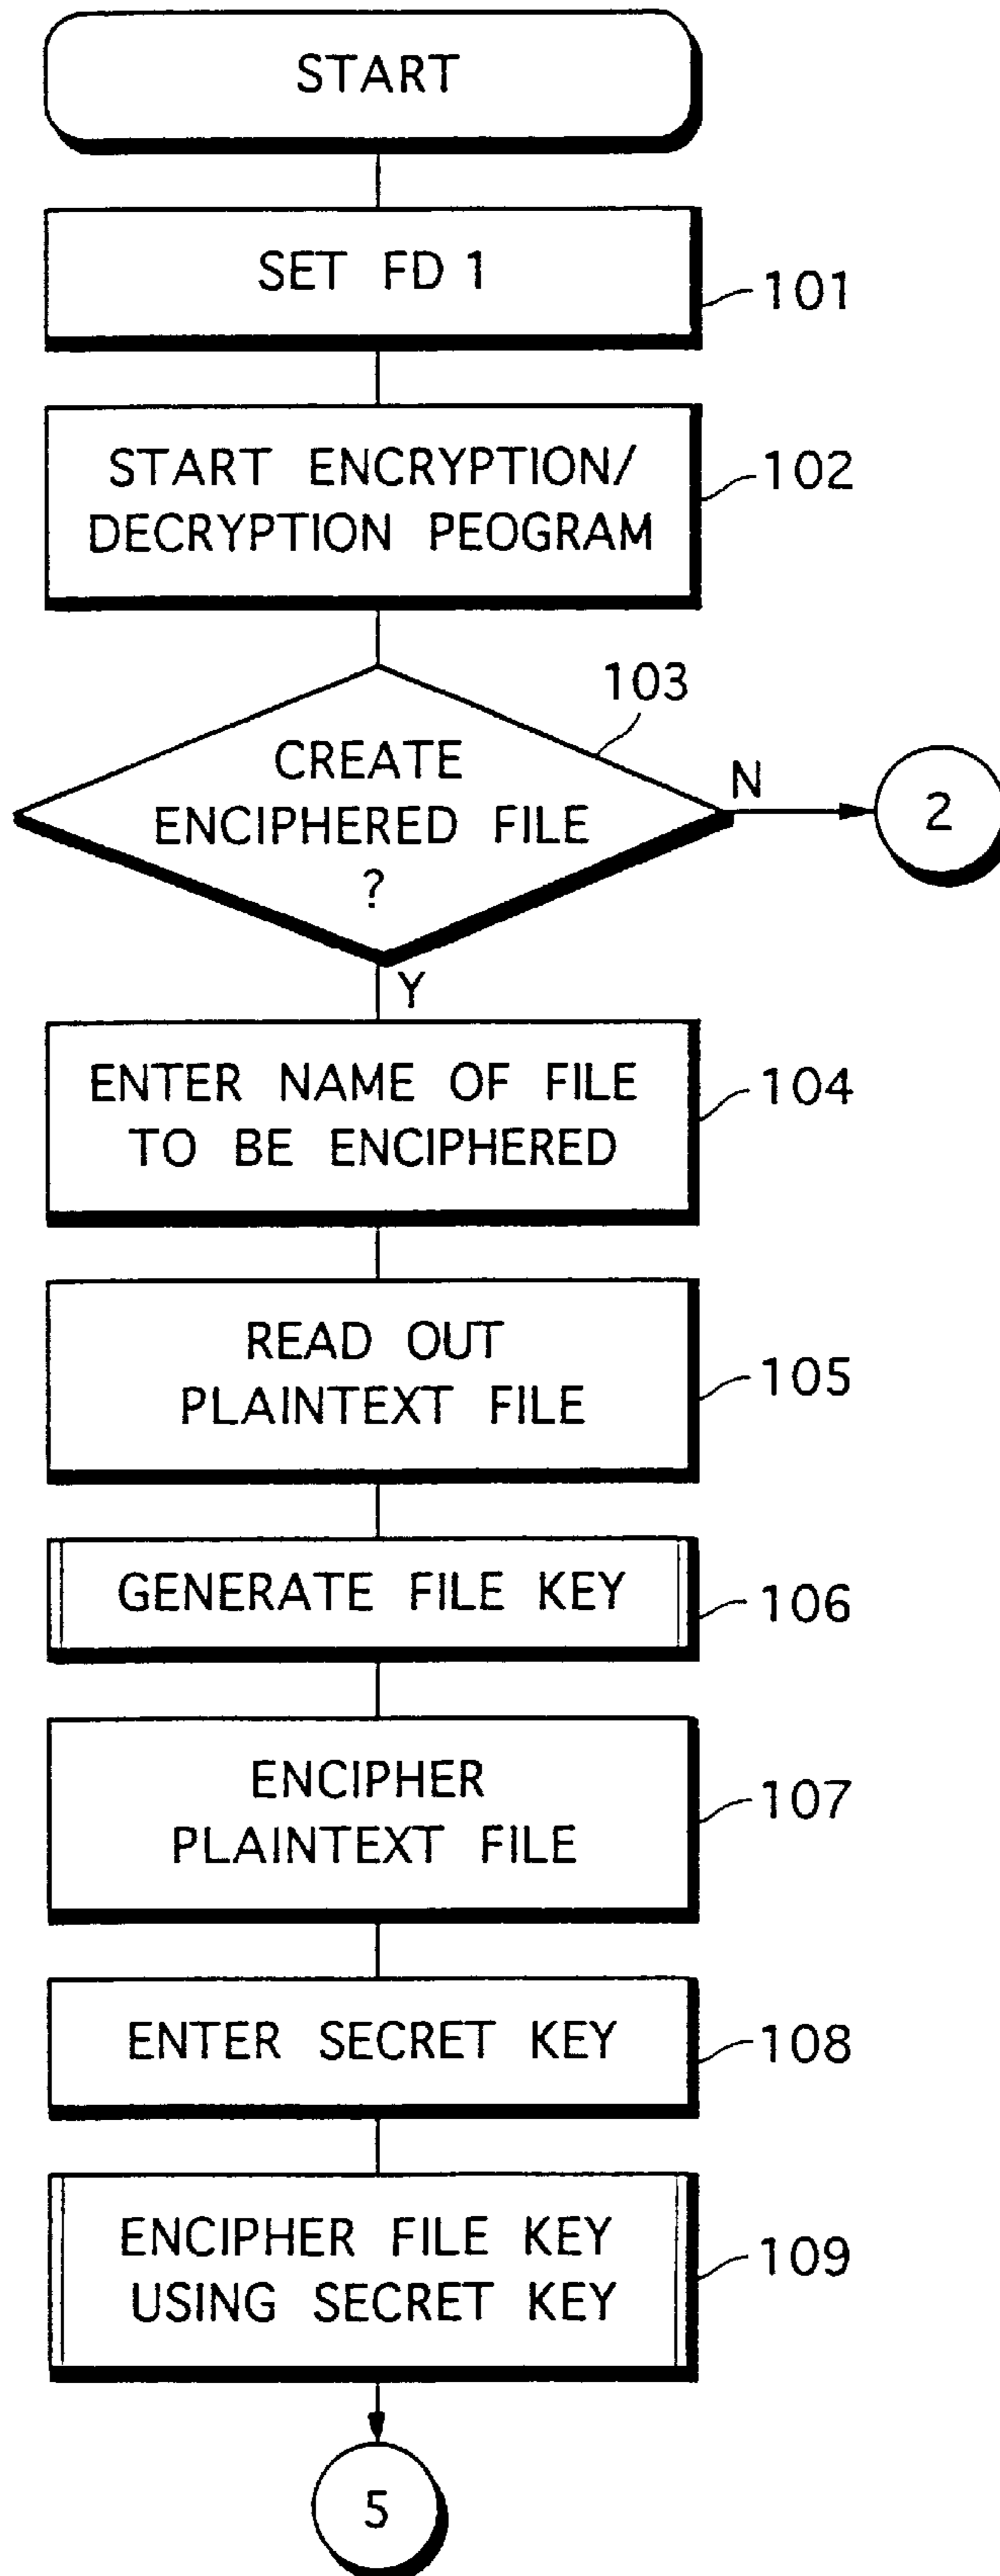 START
SET FD 1
101
START ENCRYPTION/
DECRYPTION PEOGRAM
102
103
CREATE
ENCIPHERED FILE
?
N
2
Y
ENTER NAME OF FILE
TO BE ENCIPHERED
104
READ OUT
PLAINTEXT FILE
105
GENERATE FILE KEY
106
ENCIPHER
PLAINTEXT FILE
107
ENTER SECRET KEY
108
ENCIPHER FILE KEY
USING SECRET KEY
109
5